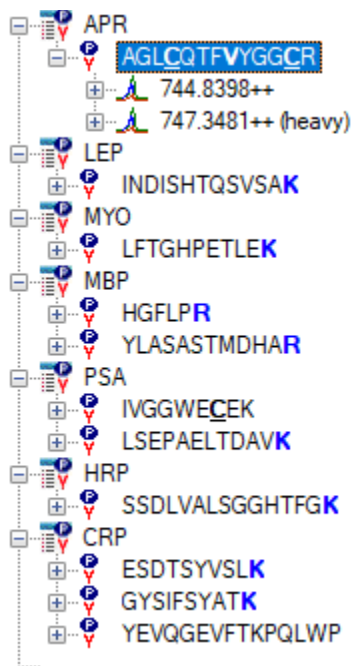 APR
AGLCQTFVYGGCR
744.8398++
747.3481++ (heavy)
LEP
INDISHTQSVSAK
MYO
LFTGHPETLEK
MBP
HGFLPR
YLASASTMDHAR
PSA
IVGGWECEK
LSEPAELTDAVK
HRP
SSDLVALSGGHTFGK
CRP
ESDTSYVSLK
GYSIFSYATK
YEVQGEVFTKPQLWP